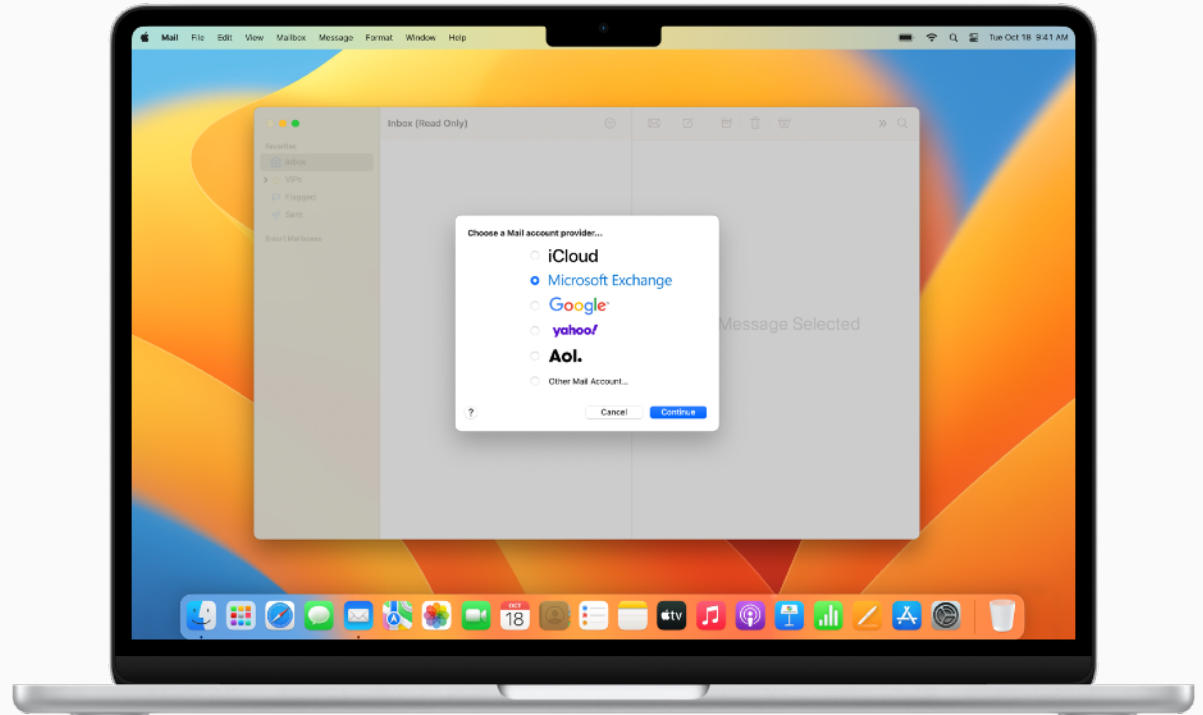 Mail File Edit View Mailbox Message Format Window Help Tue Oct 18 9:41 AM
Inbox (Read Only)
Favorites
Inbox
VIPs
Flagged
Sent
Smart Mailboxes
Choose a Mail account provider...
iCloud
Microsoft Exchange
Google
yahoo!
Aol.
Other Mail Account...
Message Selected
? Cancel Continue
OCT
18
tv